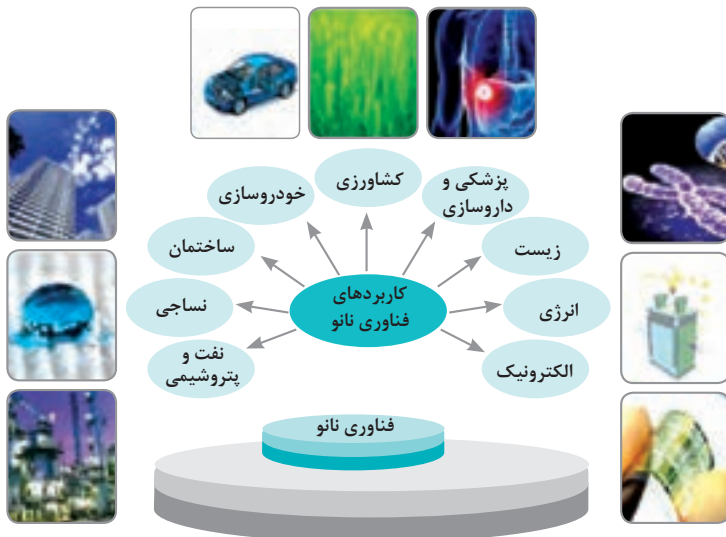 کشاورزی
پزشکی و
داروسازی
خودروسازی
زیست
ساختمان
کاربردهای
فناوری نانو
انرژی
نساجی
نفت و
پتروشیمی
الکترونیک
فناوری نانو